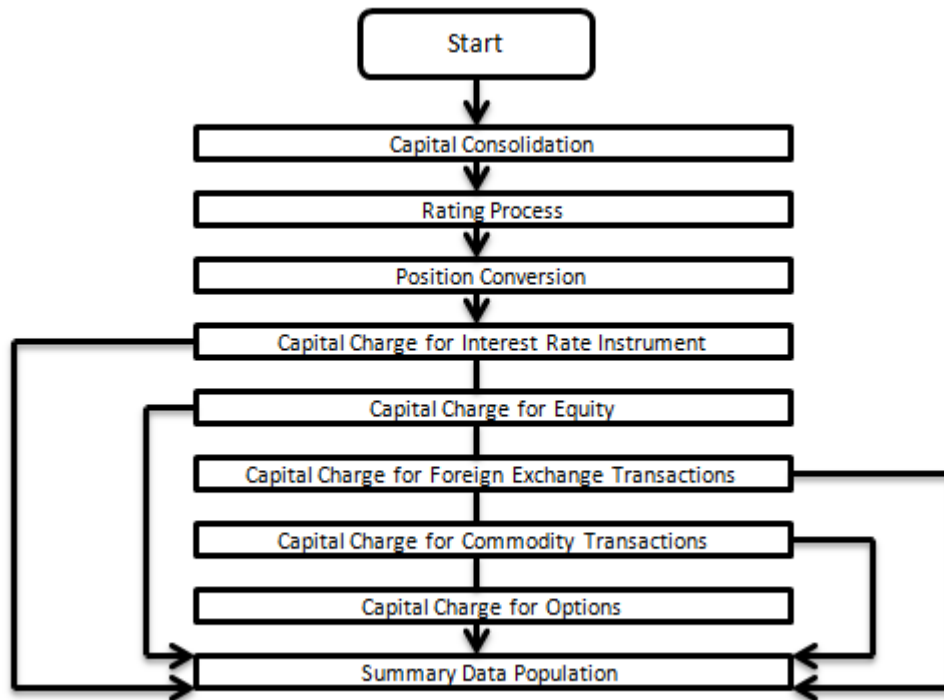 Start
Capital Consolidation
Rating Process
Position Conversion
Capital Charge for Interest Rate Instrument
Capital Charge for Equity
Capital Charge for Foreign Exchange Transactions
Capital Charge for Commodity Transactions
Capital Charge for Options
Summary Data Population